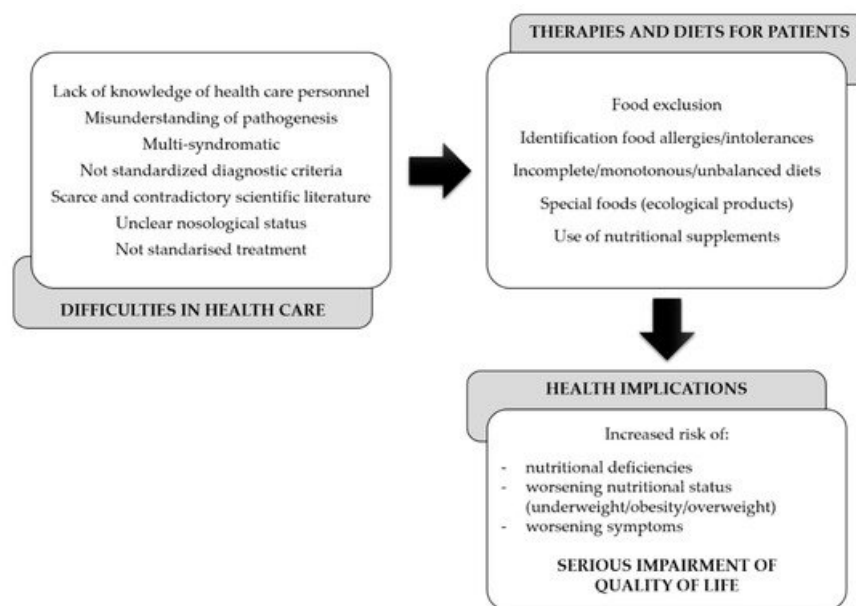 Lack of knowledge of health care personnel
Misunderstanding of pathogenesis
Multi-syndromatic
Not standardized diagnostic criteria
Scarce and contradictory scientific literature
Unclear nosological status
Not standarised treatment
DIFFICULTIES IN HEALTH CARE
THERAPIES AND DIETS FOR PATIENTS
Food exclusion
Identification food allergies/intolerances
Incomplete/monotonous/unbalanced diets
Special foods (ecological products)
Use of nutritional supplements
HEALTH IMPLICATIONS
Increased risk of:
- nutritional deficiencies
- worsening nutritional status
(underweight/obesity/overweight)
- worsening symptoms
SERIOUS IMPAIRMENT OF
QUALITY OF LIFE